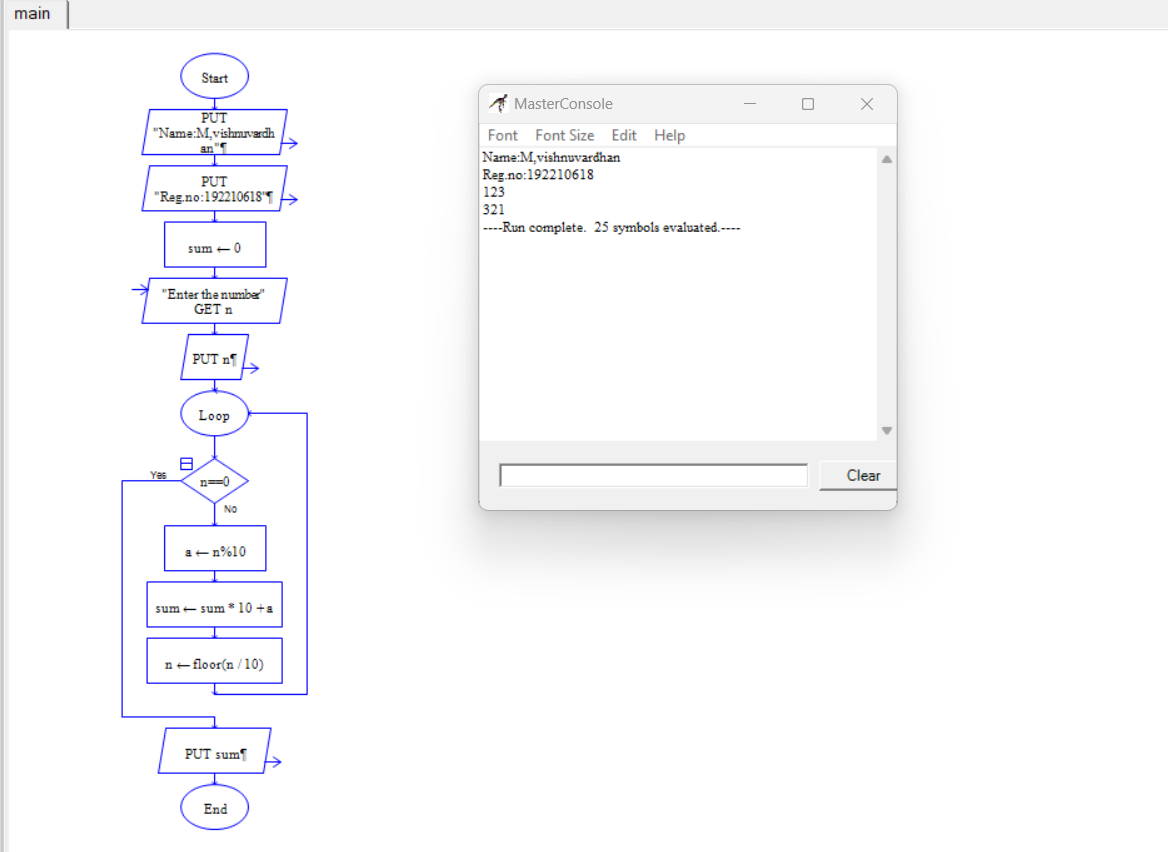 main
Start
PUT
"Name:M,vishnuvardh
an"¶
PUT
"Reg.no:192210618"¶
sum ← 0
"Enter the number"
GET n
PUT n¶
Loop
Yes
n==0
No
a ← n%10
sum ← sum * 10 +a
n ← floor(n / 10)
PUT sum¶
End
MasterConsole
Font Font Size Edit Help
Name:M,vishnuvardhan
Reg.no:192210618
123
321
----Run complete.  25 symbols evaluated.----
Clear